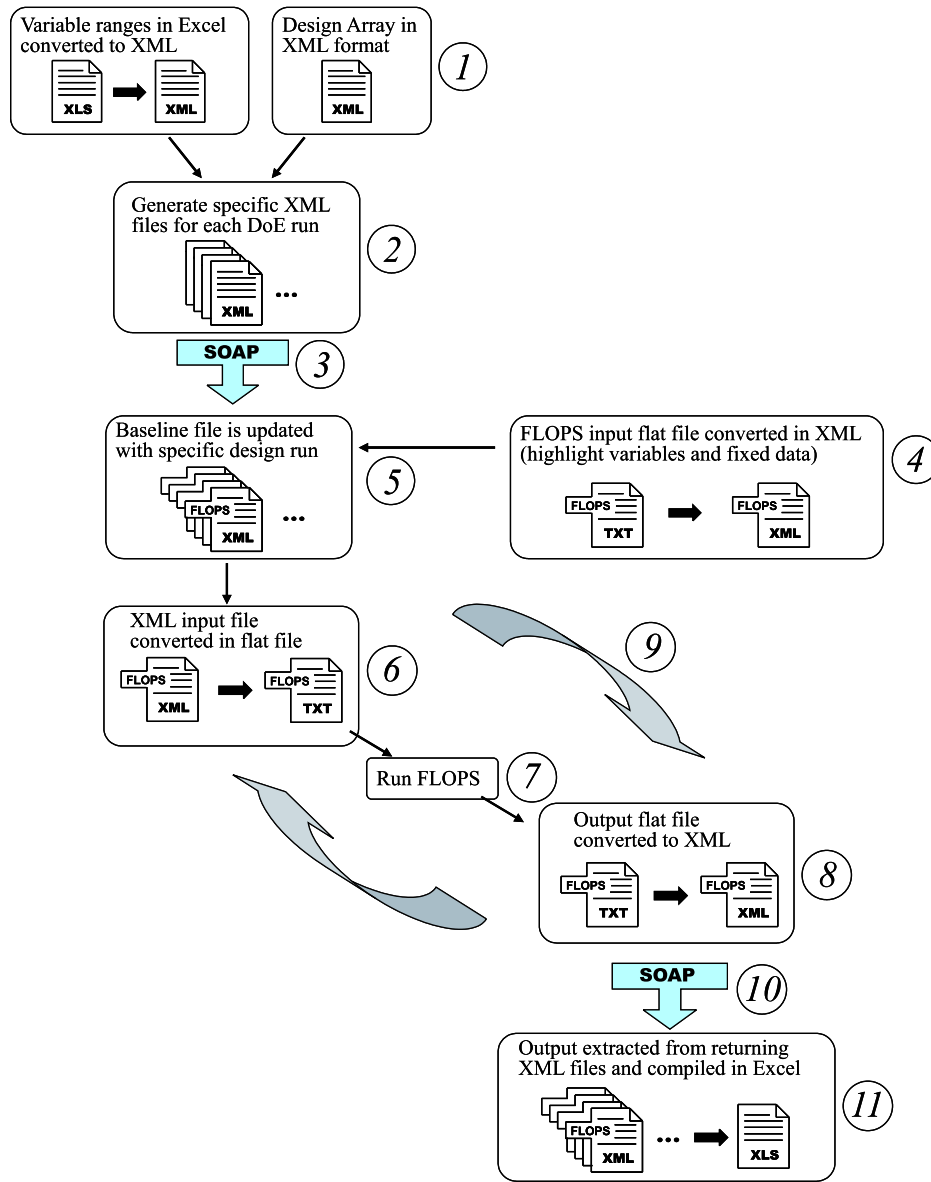 Variable ranges in Excel
converted to XML
XLS
XML
Design Array in
XML format
XML
1
Generate specific XML
files for each DoE run
XML
...
2
SOAP
3
Baseline file is updated
with specific design run
FLOPS
XML
...
5
FLOPS input flat file converted in XML
(highlight variables and fixed data)
FLOPS
TXT
FLOPS
XML
4
XML input file
converted in flat file
FLOPS
XML
FLOPS
TXT
6
9
Run FLOPS
7
Output flat file
converted to XML
FLOPS
TXT
FLOPS
XML
8
SOAP
10
Output extracted from returning
XML files and compiled in Excel
FLOPS
XML
...
XLS
11